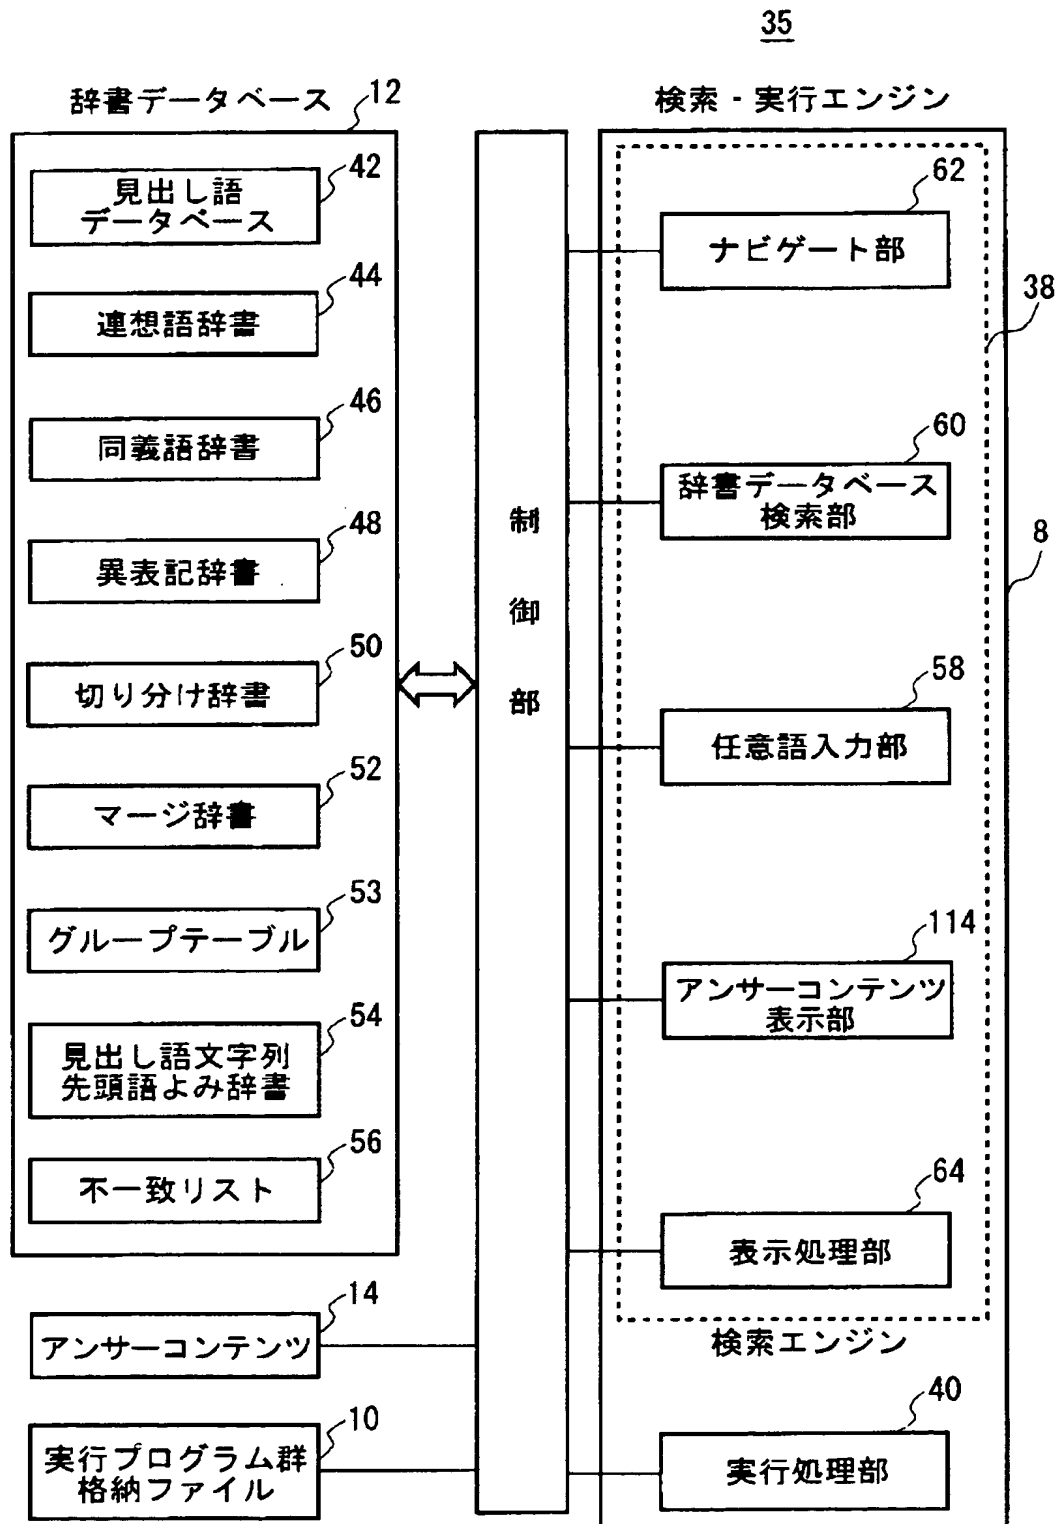 35
辞書データベース
12
見出し語
データベース
42
連想語辞書
44
同義語辞書
46
異表記辞書
48
切り分け辞書
50
マージ辞書
52
グループテーブル
53
見出し語文字列
先頭語よみ辞書
54
不一致リスト
56
アンサーコンテンツ
14
実行プログラム群
格納ファイル
10
制御部
検索‐実行エンジン
ナビゲート部
62
38
辞書データベース
検索部
60
8
任意語入力部
58
アンサーコンテンツ
表示部
114
表示処理部
64
検索エンジン
実行処理部
40